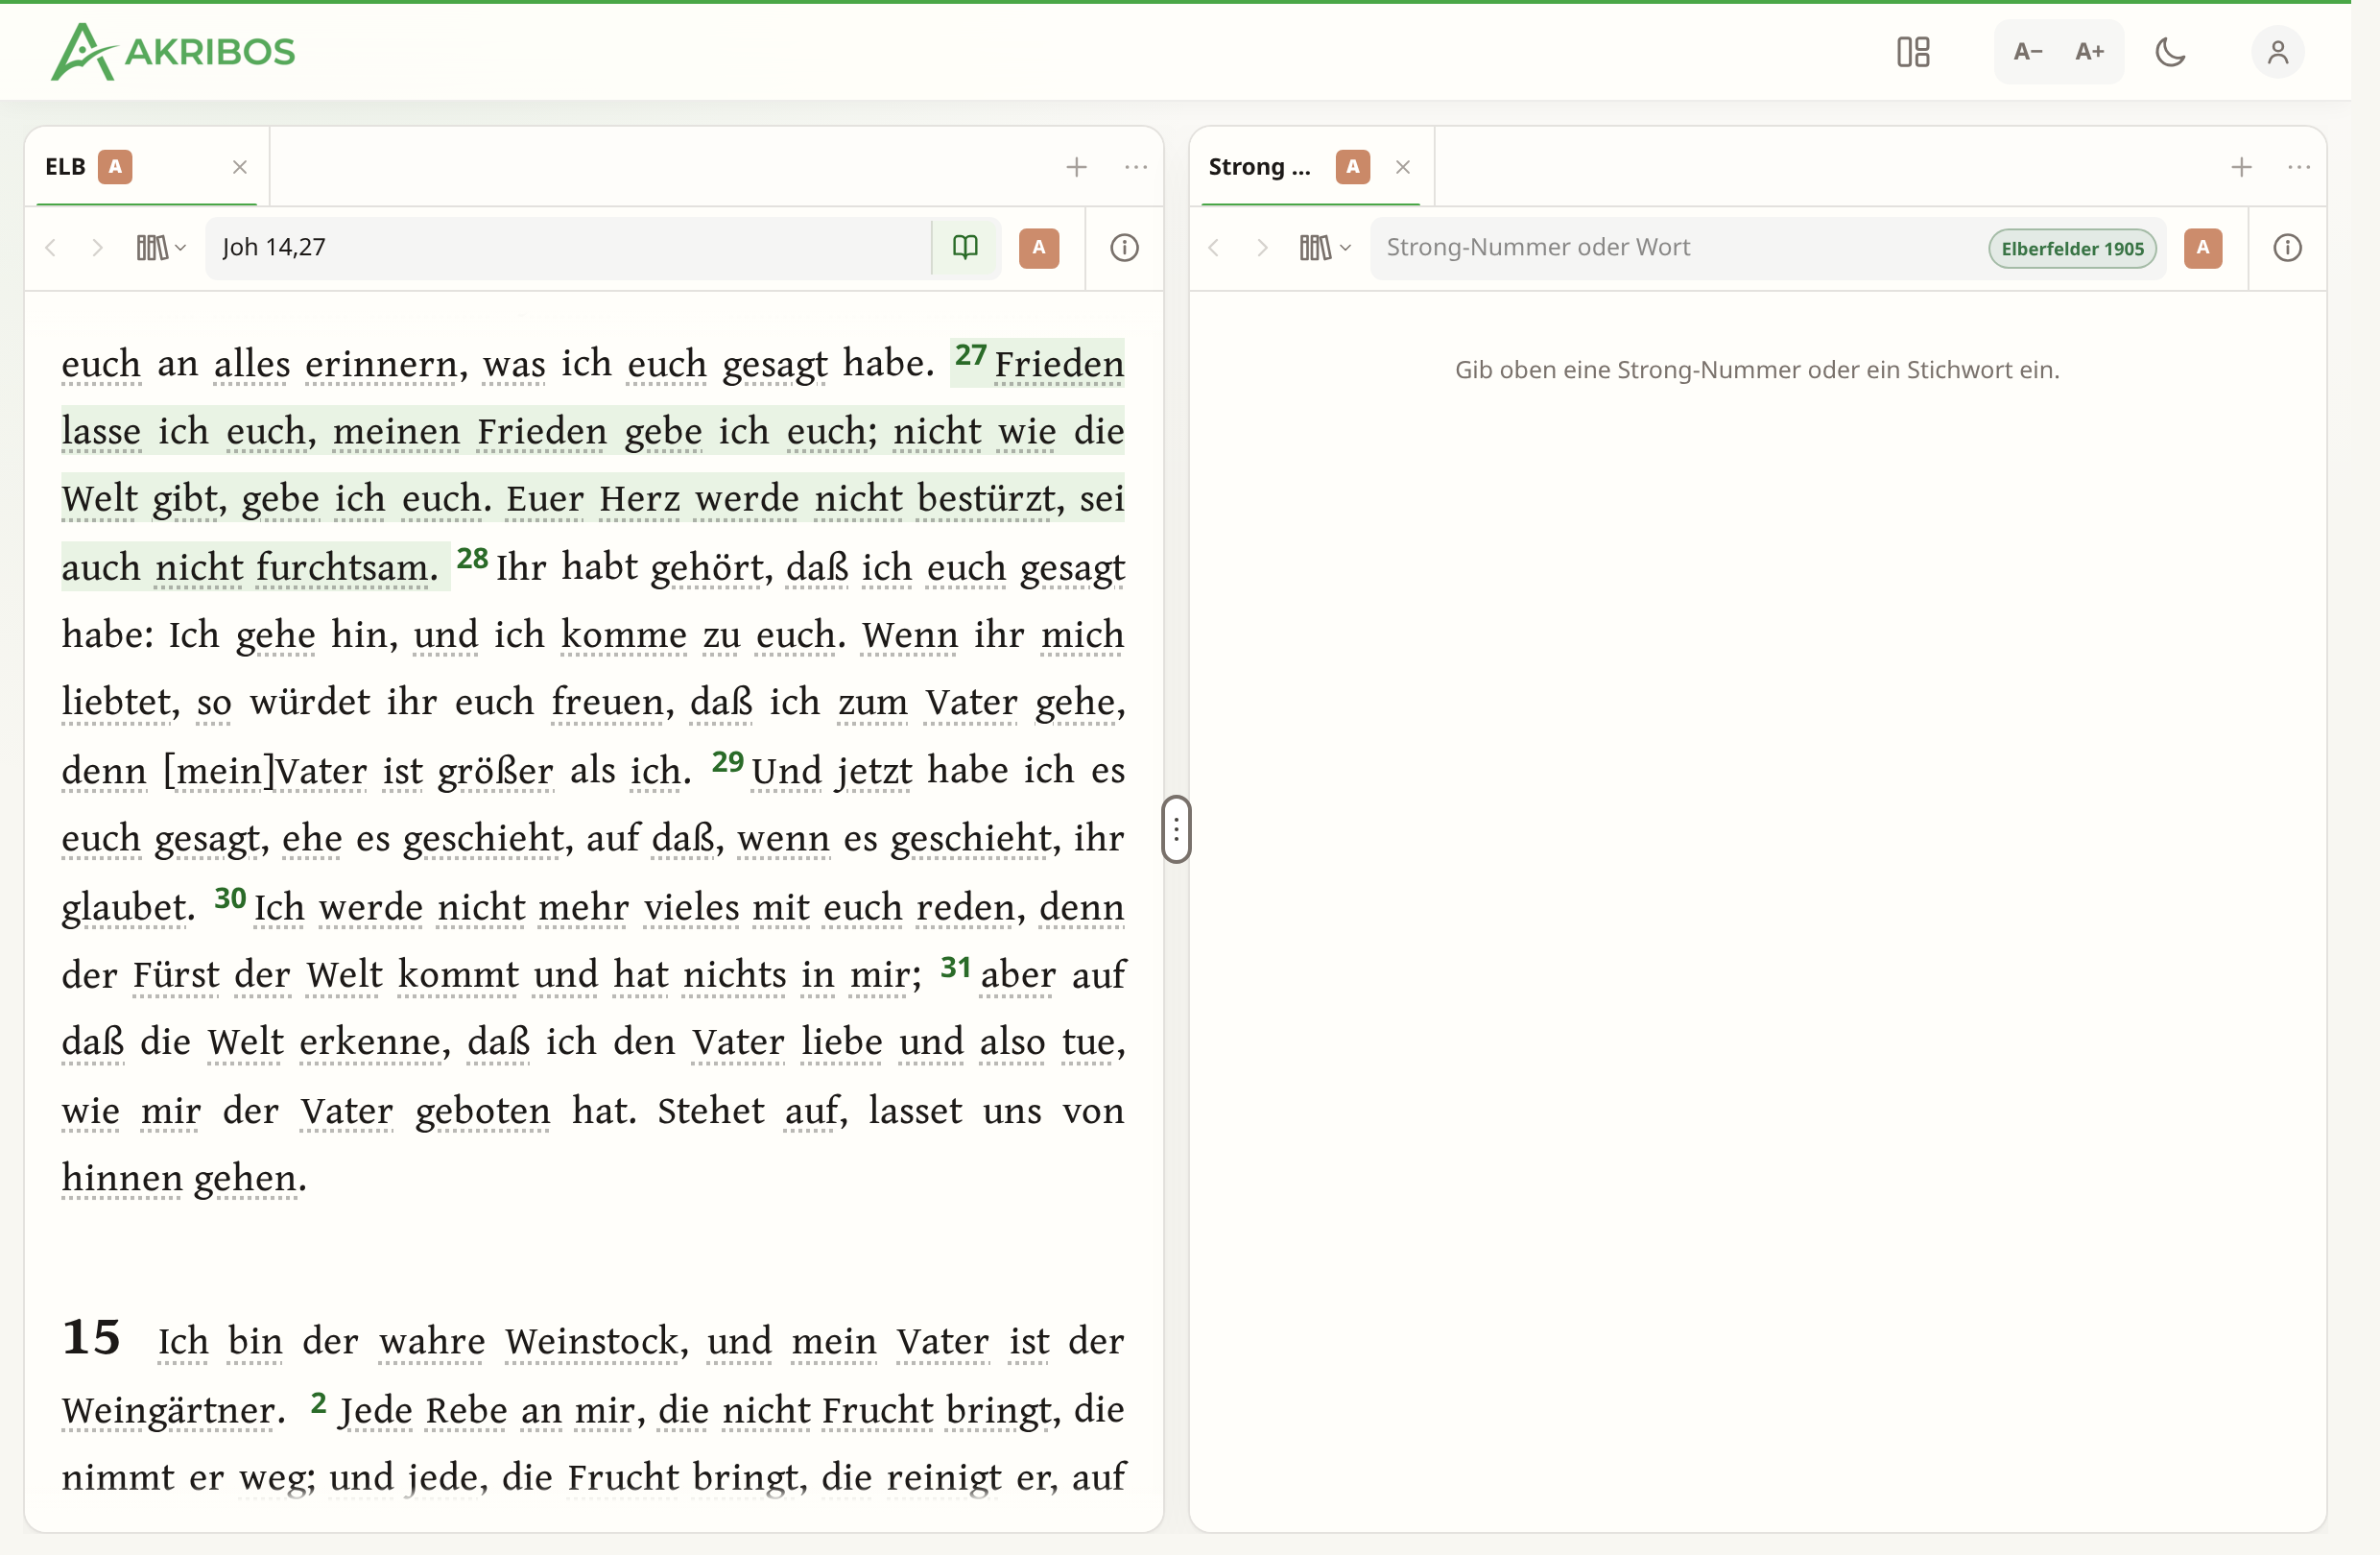 AKRIBOS
A− A+
ELB A
Joh 14,27 A
euch an alles erinnern, was ich euch gesagt habe. 27 Frieden
lasse ich euch, meinen Frieden gebe ich euch; nicht wie die
Welt gibt, gebe ich euch. Euer Herz werde nicht bestürzt, sei
auch nicht furchtsam. 28 Ihr habt gehört, daß ich euch gesagt
habe: Ich gehe hin, und ich komme zu euch. Wenn ihr mich
liebtet, so würdet ihr euch freuen, daß ich zum Vater gehe,
denn [mein]Vater ist größer als ich. 29 Und jetzt habe ich es
euch gesagt, ehe es geschieht, auf daß, wenn es geschieht, ihr
glaubet. 30 Ich werde nicht mehr vieles mit euch reden, denn
der Fürst der Welt kommt und hat nichts in mir; 31 aber auf
daß die Welt erkenne, daß ich den Vater liebe und also tue,
wie mir der Vater geboten hat. Stehet auf, lasset uns von
hinnen gehen.
15 Ich bin der wahre Weinstock, und mein Vater ist der
Weingärtner. 2 Jede Rebe an mir, die nicht Frucht bringt, die
nimmt er weg; und jede, die Frucht bringt, die reinigt er, auf
Strong ... A
Strong-Nummer oder Wort Elberfelder 1905 A
Gib oben eine Strong-Nummer oder ein Stichwort ein.